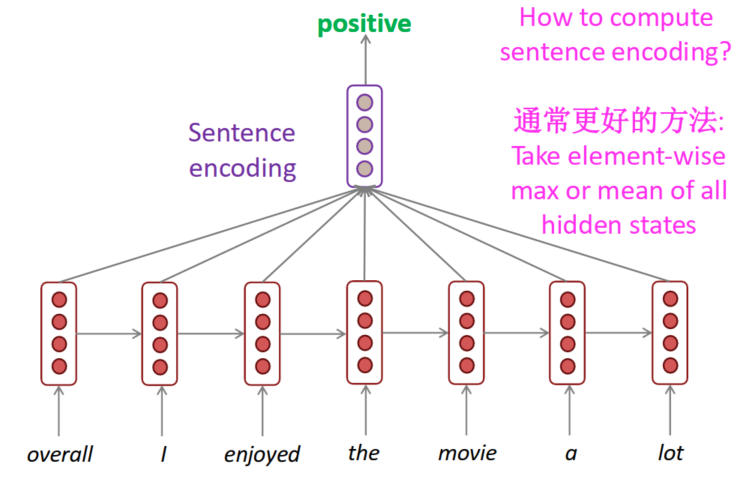 positive
How to compute
sentence encoding?
通常更好的方法:
Take element-wise
max or mean of all
hidden states
Sentence
encoding
overall I enjoyed the movie a lot